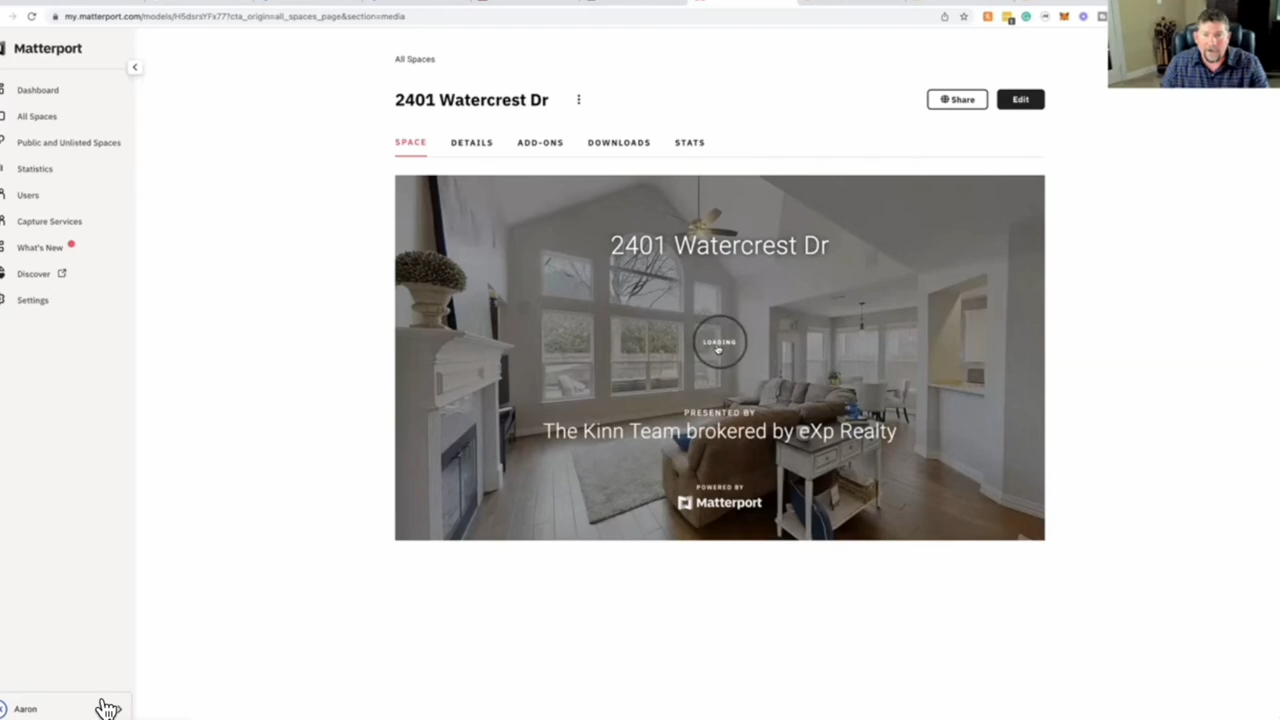 my.matterport.com/models/H5dsrsYFx77?cta_origin=all_spaces_page&section=media
Matterport
Dashboard
All Spaces
Public and Unlisted Spaces
Statistics
Users
Capture Services
What's New
Discover
Settings
Aaron
All Spaces
2401 Watercrest Dr
Share
Edit
SPACE DETAILS ADD-ONS DOWNLOADS STATS
2401 Watercrest Dr
LOADING
PRESENTED BY
The Kinn Team brokered by eXp Realty
POWERED BY
Matterport